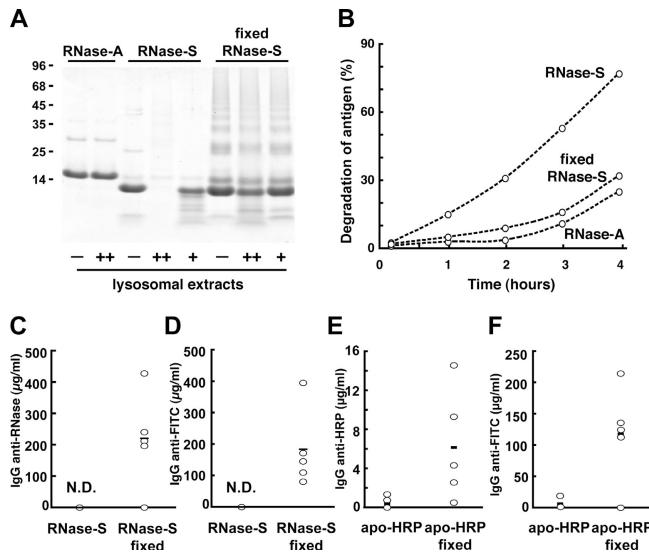 A
RNase-A RNase-S fixed RNase-S
96
68
45
35
25
14
— ++ — ++ + — ++ +
lysosomal extracts
B
Degradation of antigen (%)
90
60
30
0
RNase-S
fixed
RNase-S
RNase-A
0 1 2 3 4
Time (hours)
C
IgG anti-RNase (µg/ml)
500
400
300
200
100
0
N.D.
RNase-S RNase-S
fixed
D
IgG anti-FITC (µg/ml)
500
400
300
200
100
0
N.D.
RNase-S RNase-S
fixed
E
IgG anti-HRP (µg/ml)
16
12
8
4
0
apo-HRP apo-HRP
fixed
F
IgG anti-FITC (µg/ml)
250
200
150
100
50
0
apo-HRP apo-HRP
fixed